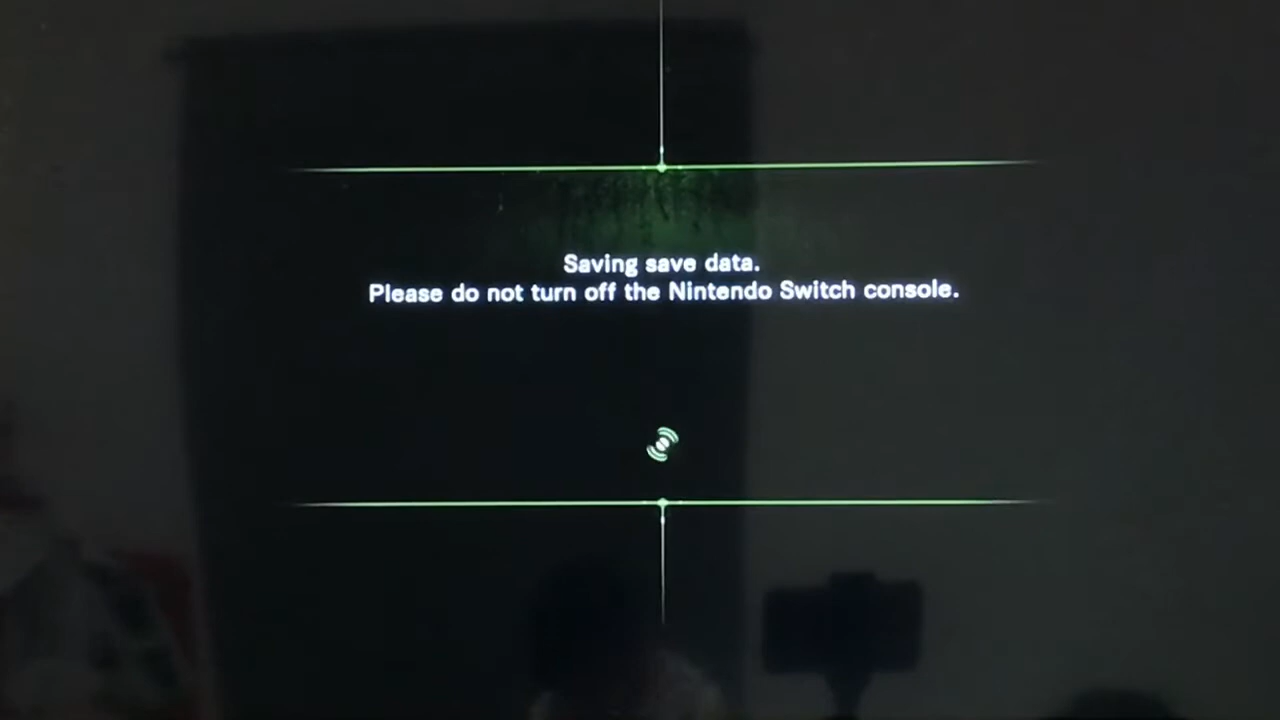 Saving save data.
Please do not turn off the Nintendo Switch console.